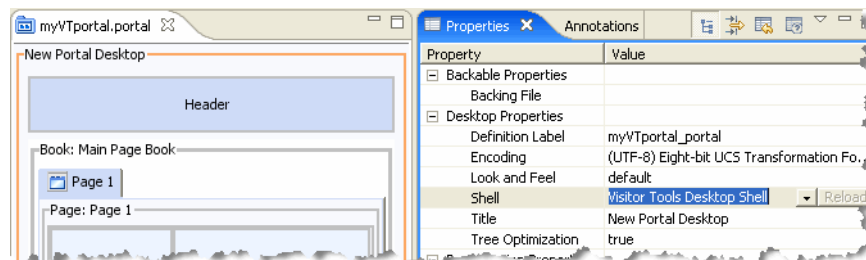 myVTportal.portal
New Portal Desktop
Header
Book: Main Page Book
Page 1
Page: Page 1
Properties Annotations
Property Value
Backable Properties
Backing File
Desktop Properties
Definition Label myVTportal_portal
Encoding (UTF-8) Eight-bit UCS Transformation Fo..
Look and Feel default
Shell Visitor Tools Desktop Shell Reload
Title New Portal Desktop
Tree Optimization true